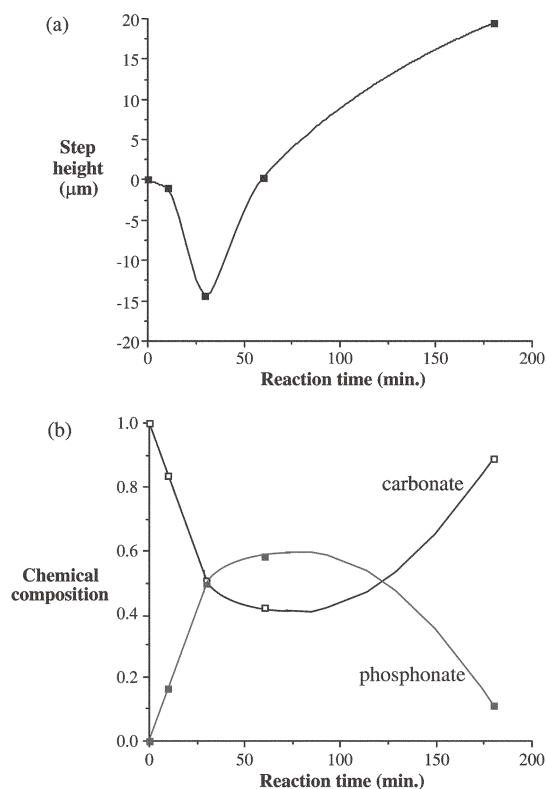 (a)
20
15
10
5
0
-5
-10
-15
-20
Step
height
(µm)
0 50 100 150 200
Reaction time (min.)
(b)
1.0
0.8
0.6
0.4
0.2
0.0
Chemical
composition
carbonate
phosphonate
0 50 100 150 200
Reaction time (min.)